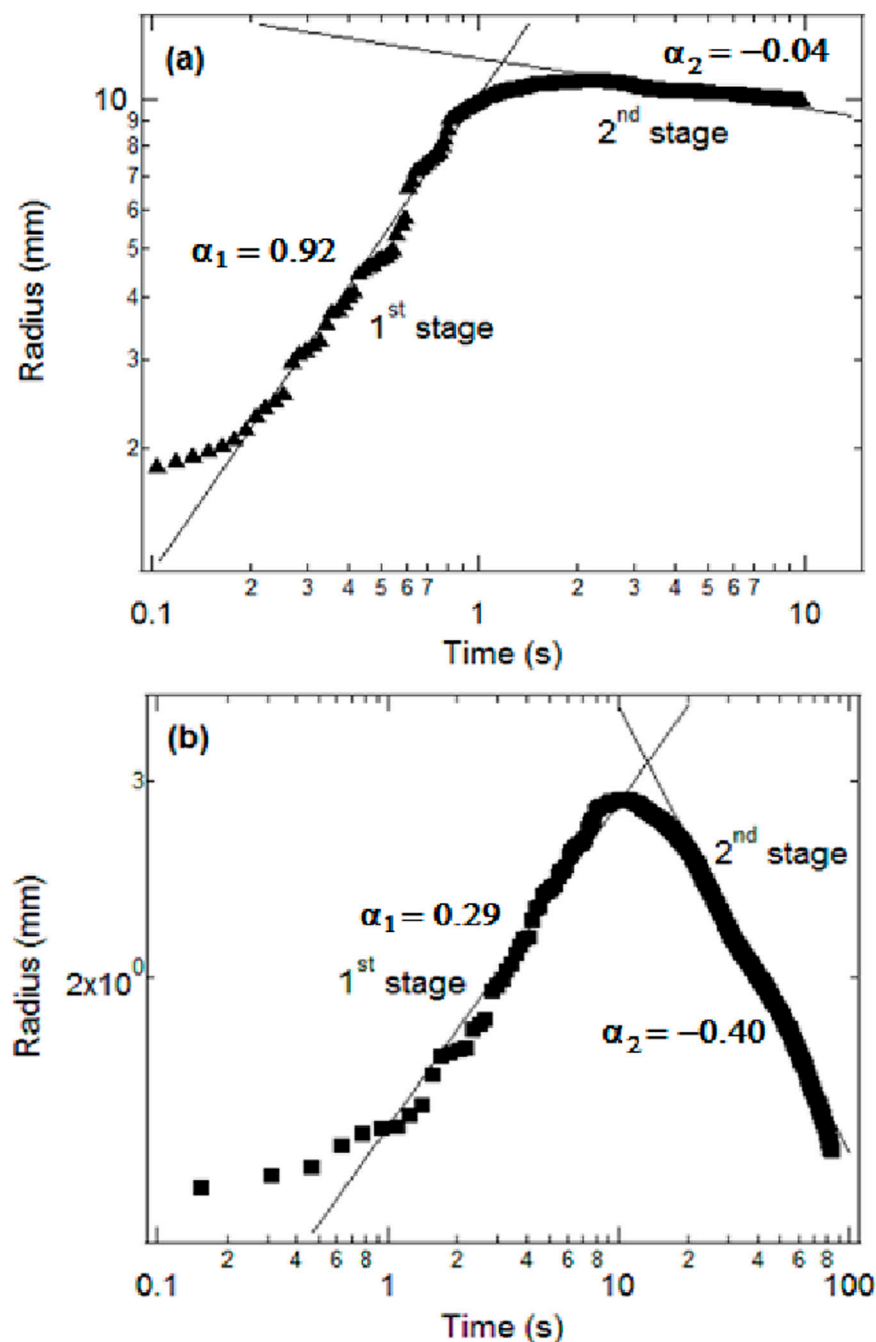 (a)
α₂ = −0.04
10
9
8
7
6
5
4
3
2
2ⁿᵈ stage
α₁ = 0.92
1ˢᵗ stage
Radius (mm)
2 3 4 5 6 7 2 3 4 5 6 7
0.1 1 10
Time (s)
(b)
3
2x10⁰
2ⁿᵈ stage
α₁ = 0.29
1ˢᵗ stage
α₂ = −0.40
Radius (mm)
2 4 6 8 2 4 6 8 2 4 6 8
0.1 1 10 100
Time (s)